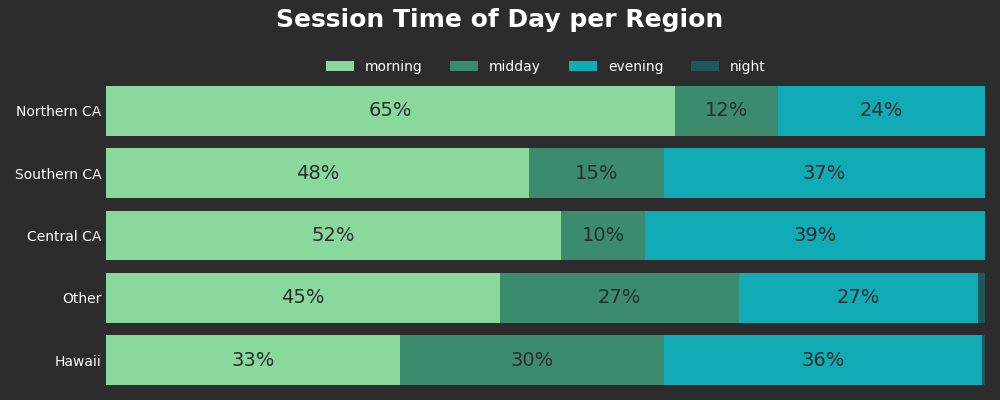 Session Time of Day per Region
morning midday evening night
Northern CA 65% 12% 24%
Southern CA 48% 15% 37%
Central CA 52% 10% 39%
Other 45% 27% 27%
Hawaii 33% 30% 36%